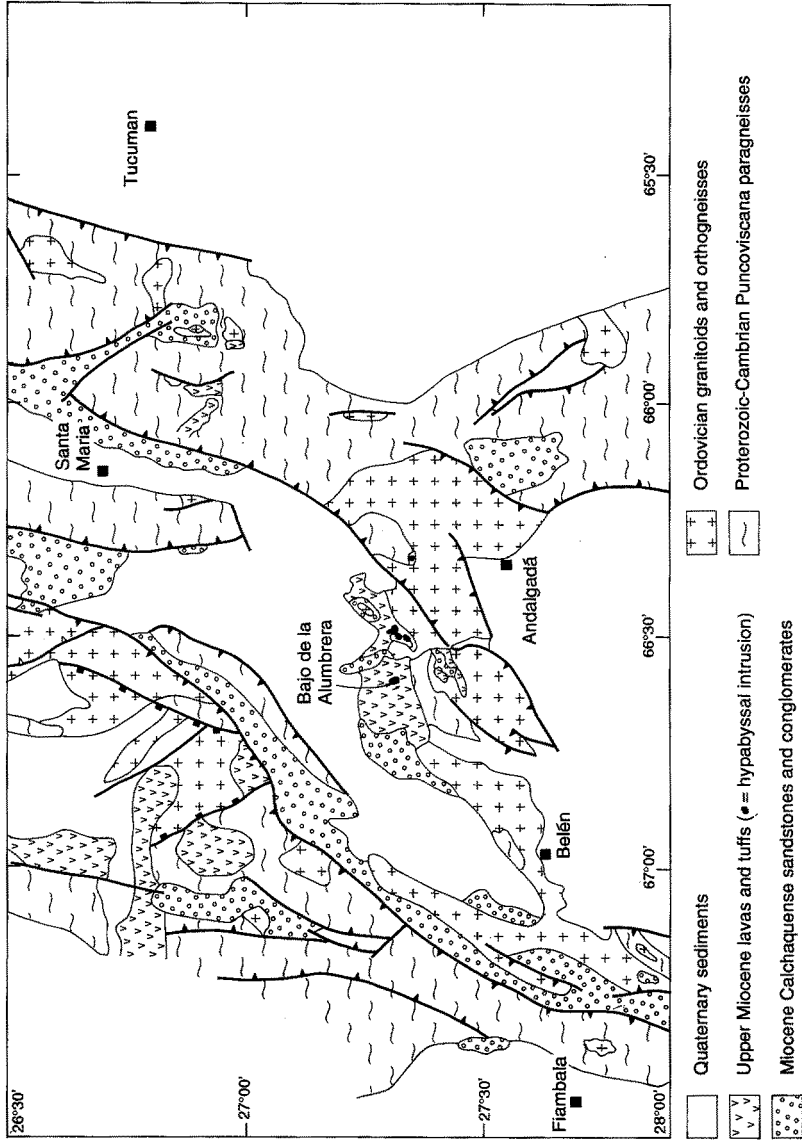 26°30'
27°00'
27°30'
28°00'
Tucuman
Santa
Maria
Bajo de la
Alumbrera
Andalgadá
Belén
Fiambala
65°30'
66°00'
66°30'
67°00'
Quaternary sediments
Upper Miocene lavas and tuffs (= hypabyssal intrusion)
Miocene Calchaquense sandstones and conglomerates
Ordovician granitoids and orthogneisses
Proterozoic-Cambrian Puncoviscana paragneisses